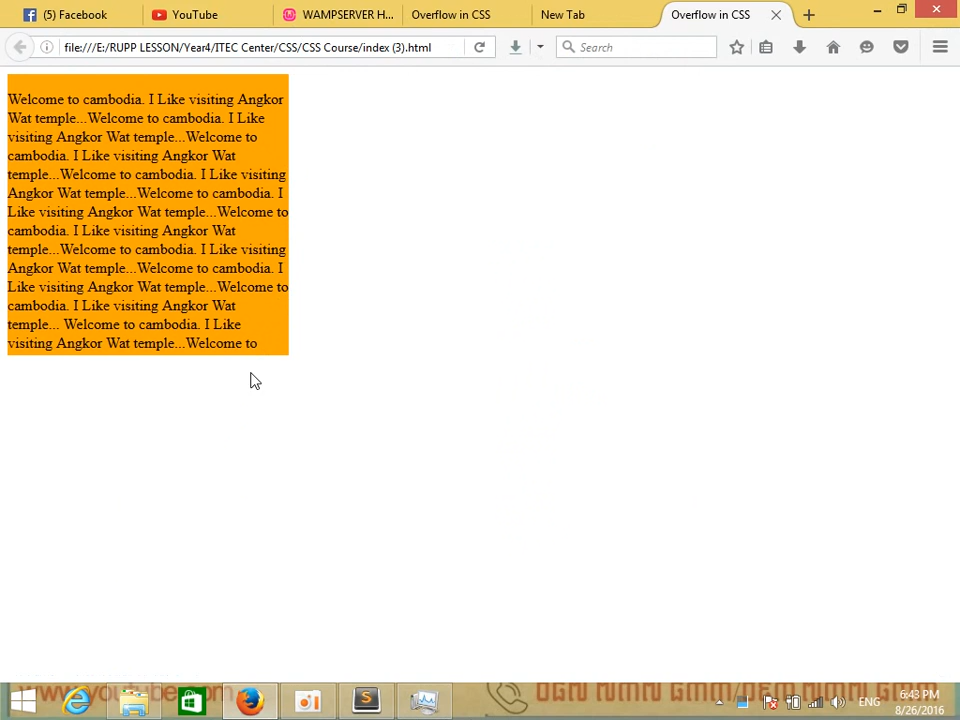 (5) Facebook
YouTube
WAMPSERVER H...
Overflow in CSS
New Tab
Overflow in CSS
file:///E:/RUPP LESSON/Year4/ITEC Center/CSS/CSS Course/index (3).html
Search
Welcome to cambodia. I Like visiting Angkor
Wat temple...Welcome to cambodia. I Like
visiting Angkor Wat temple...Welcome to
cambodia. I Like visiting Angkor Wat
temple...Welcome to cambodia. I Like visiting
Angkor Wat temple...Welcome to cambodia. I
Like visiting Angkor Wat temple...Welcome to
cambodia. I Like visiting Angkor Wat
temple...Welcome to cambodia. I Like visiting
Angkor Wat temple...Welcome to cambodia. I
Like visiting Angkor Wat temple...Welcome to
cambodia. I Like visiting Angkor Wat
temple... Welcome to cambodia. I Like
visiting Angkor Wat temple...Welcome to
www.youtube.com
ENG
6:43 PM
8/26/2016